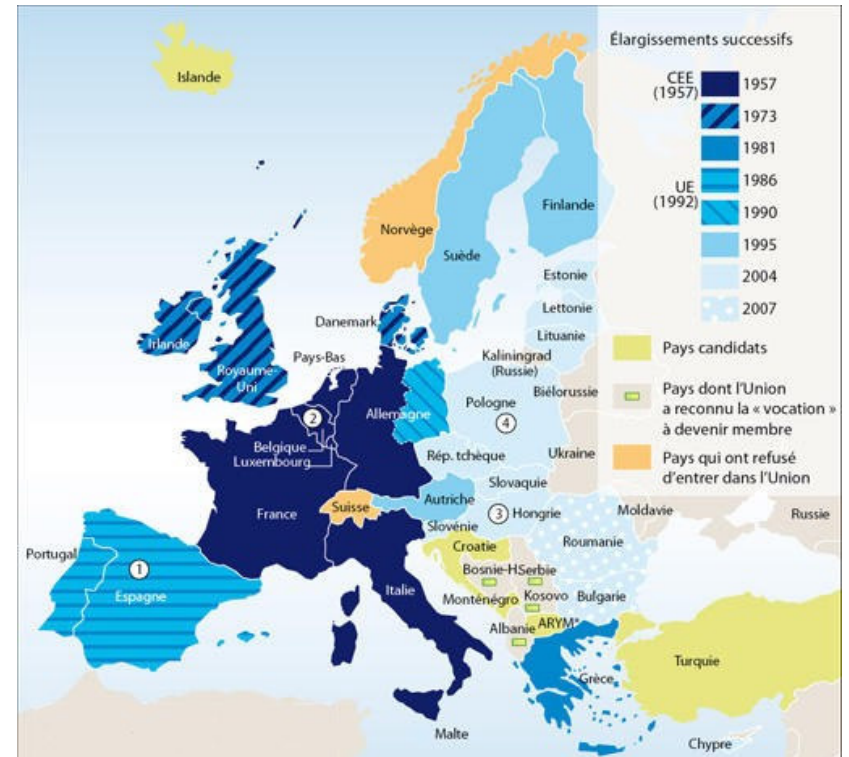 Élargissements successifs
CEE
(1957)
1957
1973
1981
1986
UE
(1992)
1990
1995
2004
2007
Pays candidats
Pays dont l'Union
a reconnu la « vocation »
à devenir membre
Pays qui ont refusé
d'entrer dans l'Union
Islande
Norvège
Suède
Finlande
Estonie
Lettonie
Lituanie
Kaliningrad
(Russie)
Danemark
Irlande
Royaume-
Uni
Pays-Bas
2
Belgique
Luxembourg
Allemagne
Pologne
4
Biélorussie
Ukraine
Rép. tchèque
Slovaquie
Autriche
3
Hongrie
Moldavie
Russie
France
Suisse
Slovénie
Roumanie
Croatie
Bosnie-H
Serbie
Portugal
1
Espagne
Italie
Monténégro
Kosovo
Bulgarie
Albanie
ARYM*
Turquie
Grèce
Malte
Chypre